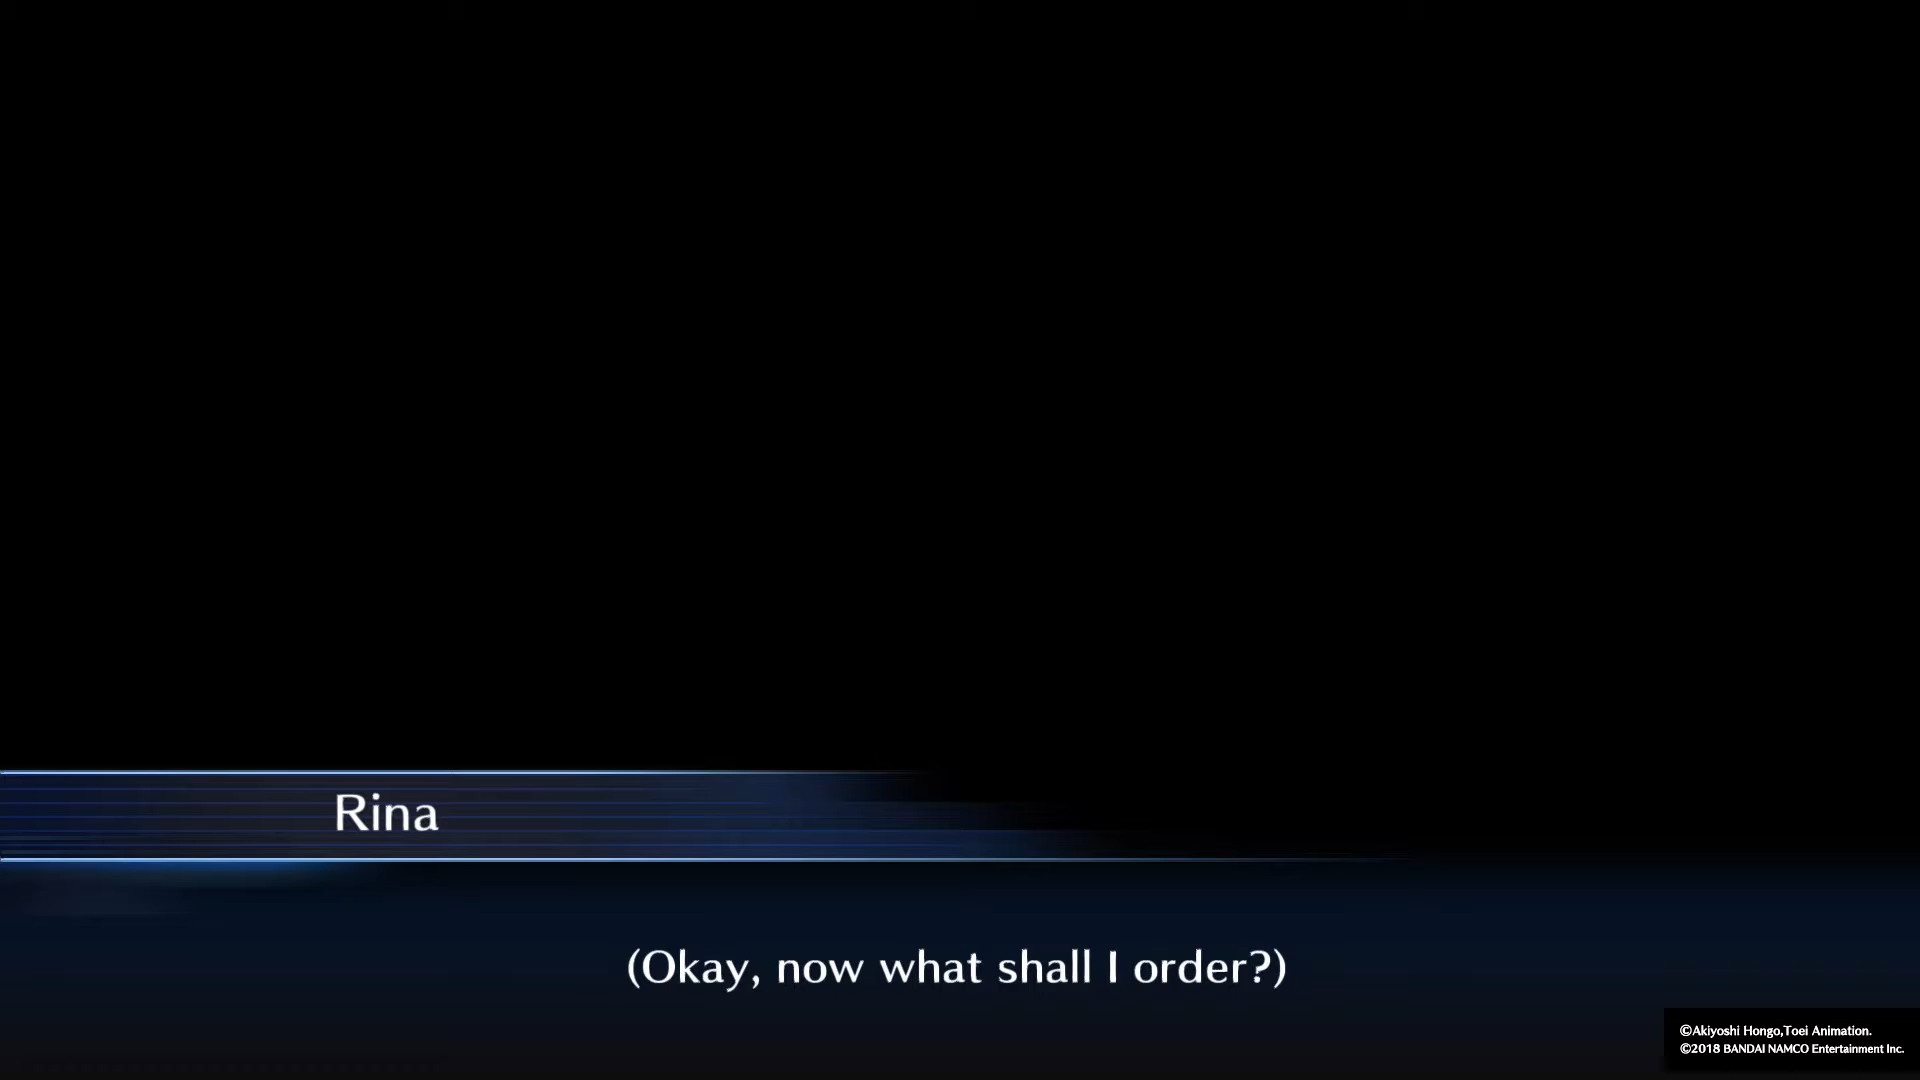 Rina
(Okay, now what shall I order?)
©Akiyoshi Hongo,Toei Animation.
©2018 BANDAI NAMCO Entertainment Inc.